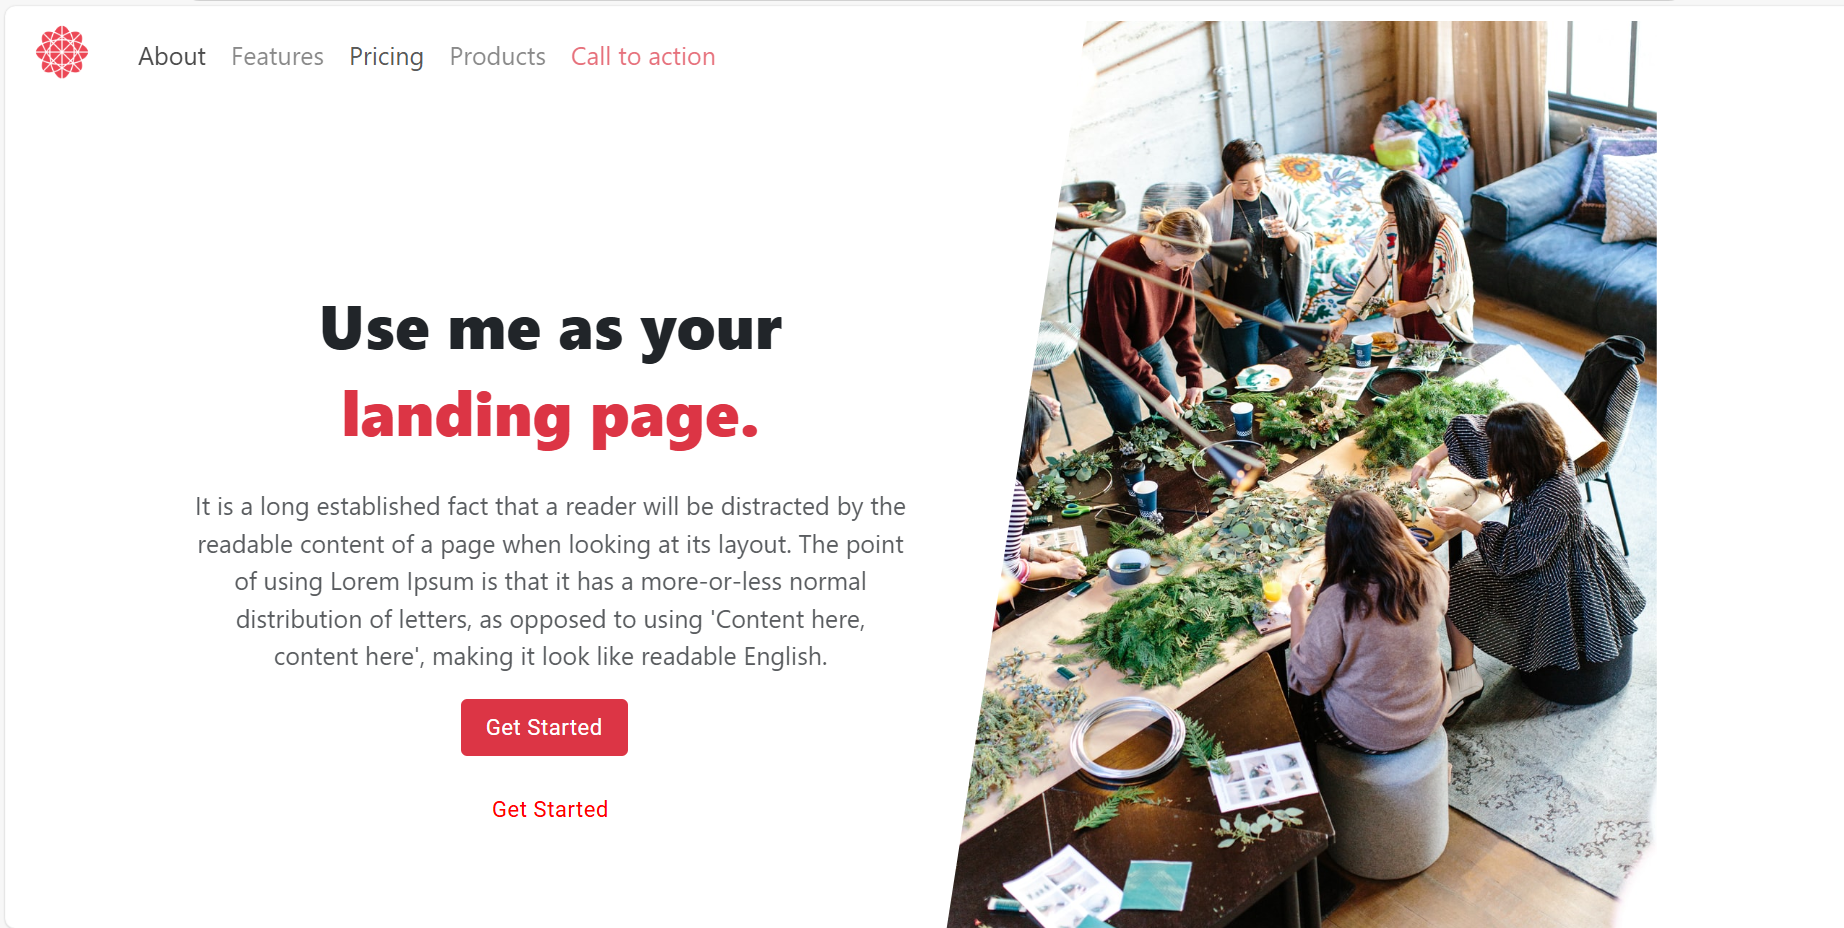 About Features Pricing Products Call to action
Use me as your
landing page.
It is a long established fact that a reader will be distracted by the
readable content of a page when looking at its layout. The point
of using Lorem Ipsum is that it has a more-or-less normal
distribution of letters, as opposed to using 'Content here,
content here', making it look like readable English.
Get Started
Get Started